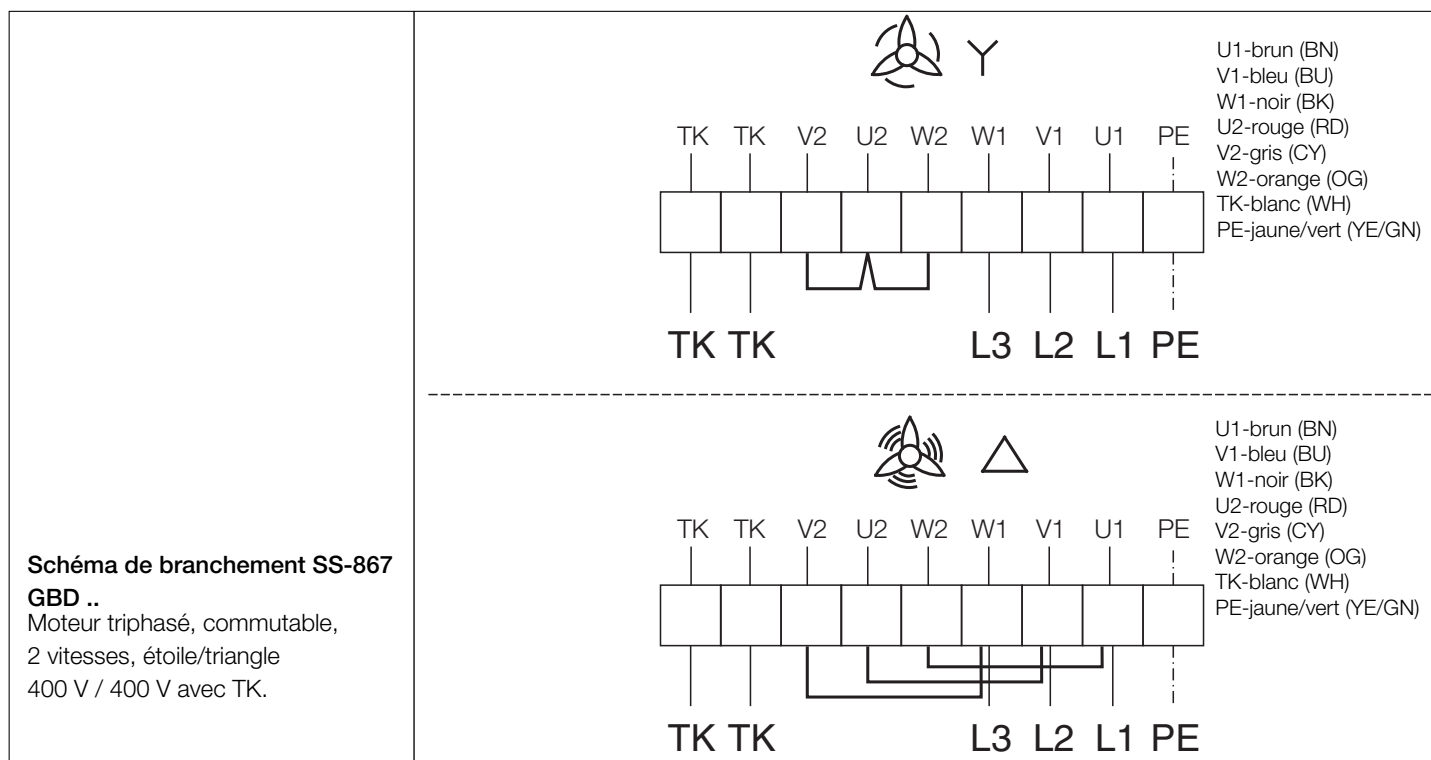 U1-brun (BN)
V1-bleu (BU)
W1-noir (BK)
U2-rouge (RD)
V2-gris (CY)
W2-orange (OG)
TK-blanc (WH)
PE-jaune/vert (YE/GN)
TK TK V2 U2 W2 W1 V1 U1 PE
TK TK L3 L2 L1 PE
U1-brun (BN)
V1-bleu (BU)
W1-noir (BK)
U2-rouge (RD)
V2-gris (CY)
W2-orange (OG)
TK-blanc (WH)
PE-jaune/vert (YE/GN)
TK TK V2 U2 W2 W1 V1 U1 PE
TK TK L3 L2 L1 PE
Schéma de branchement SS-867
GBD ..
Moteur triphasé, commutable,
2 vitesses, étoile/triangle
400 V / 400 V avec TK.